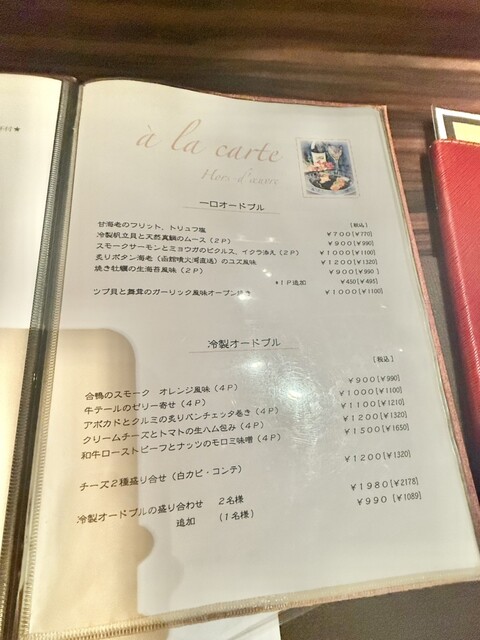 à la carte
Hors-d'œuvre
一口オードブル
[税込]
甘海老のフリット、トリュフ塩 ¥700[¥770]
冷製帆立貝と天然真鯛のムース(2P) ¥900[¥990]
スモークサーモンとミョウガのピクルス、イクラ添え(2P) ¥1000[¥1100]
炙りボタン海老(函館噴火湾直送)のユズ風味 ¥1200[¥1320]
焼き牡蠣の生海苔風味(2P) ¥900[¥990]
*1P追加 ¥450[¥495]
ツブ貝と舞茸のガーリック風味オーブン焼き ¥1000[¥1100]
冷製オードブル
[税込]
合鴨のスモーク オレンジ風味(4P) ¥900[¥990]
牛テールのゼリー寄せ(4P) ¥1000[¥1100]
アボカドとクルミの炙りパンチェッタ巻き(4P) ¥1100[¥1210]
クリームチーズとトマトの生ハム包み(4P) ¥1200[¥1320]
和牛ローストビーフとナッツのモロミ味噌(4P) ¥1500[¥1650]
チーズ2種盛り合せ(白カビ・コンテ) ¥1200[¥1320]
冷製オードブルの盛り合わせ 2名様 ¥1980[¥2178]
追加(1名様) ¥990[¥1089]